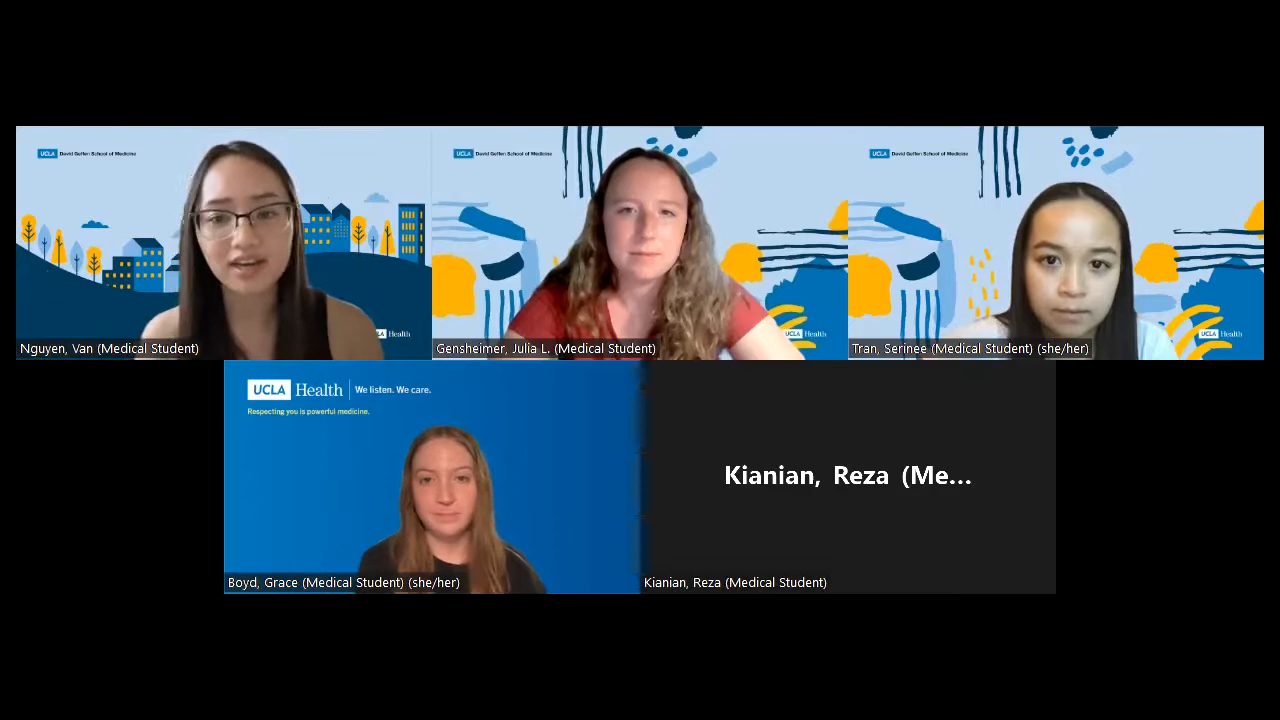 UCLA David Geffen School of Medicine
UCLA David Geffen School of Medicine
UCLA David Geffen School of Medicine
Health
UCLA Health
UCLA Health
Nguyen, Van (Medical Student)
Gensheimer, Julia L. (Medical Student)
Tran, Serinee (Medical Student) (she/her)
UCLA Health We listen. We care.
Respecting you is powerful medicine.
Kianian, Reza (Me...
Boyd, Grace (Medical Student) (she/her)
Kianian, Reza (Medical Student)